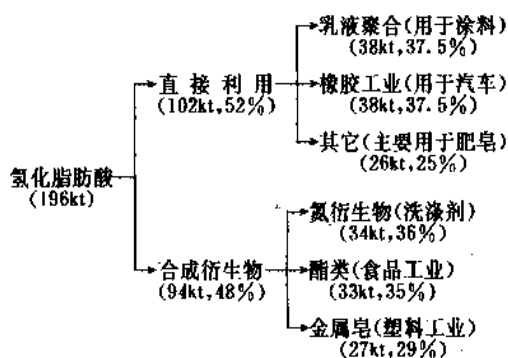 乳液聚合(用于涂料)
(38kt,37.5%)
直接利用
(102kt,52%)
橡胶工业(用于汽车)
(38kt,37.5%)
其它(主要用于肥皂)
(26kt,25%)
氢化脂肪酸
(196kt)
氮衍生物(洗涤剂)
(34kt,36%)
合成衍生物
(94kt,48%)
酯类(食品工业)
(33kt,35%)
金属皂(塑料工业)
(27kt,29%)